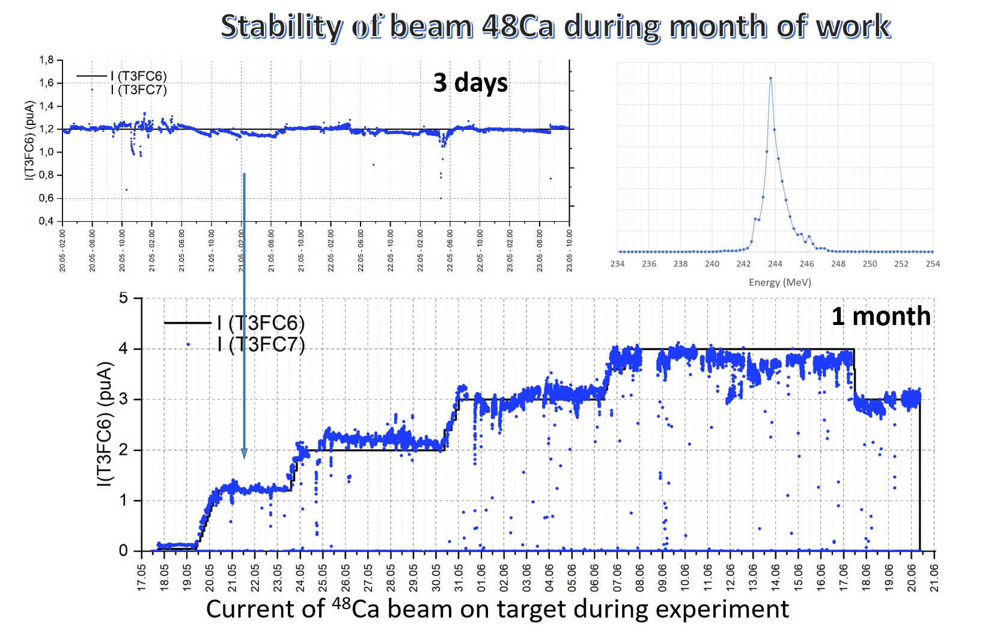 Stability of beam 48Ca during month of work
1,8
1,6
1,4
1,2
1,0
0,8
0,6
0,4
I(T3FC6) (puA)
I (T3FC6)
I (T3FC7)
3 days
20.05 - 02.00
20.05 - 06.00
20.05 - 10.00
21.05 - 02.00
21.05 - 06.00
21.05 - 10.00
21.05 - 02.00
21.05 - 06.00
21.05 - 10.00
22.05 - 02.00
22.05 - 06.00
22.05 - 10.00
22.05 - 02.00
22.05 - 06.00
22.05 - 10.00
23.05 - 02.00
23.05 - 06.00
23.05 - 10.00
234 236 238 240 242 244 246 248 250 252 254
Energy (MeV)
5
4
3
2
1
0
I(T3FC6) (puA)
I (T3FC6)
I (T3FC7)
1 month
17.05 18.05 19.05 20.05 21.05 22.05 23.05 24.05 25.05 26.05 27.05 28.05 29.05 30.05 31.05 01.06 02.06 03.06 04.06 05.06 06.06 07.06 08.06 09.06 10.06 11.06 12.06 13.06 14.06 15.06 16.06 17.06 18.06 19.06 20.06 21.06
Current of ⁴⁸Ca beam on target during experiment